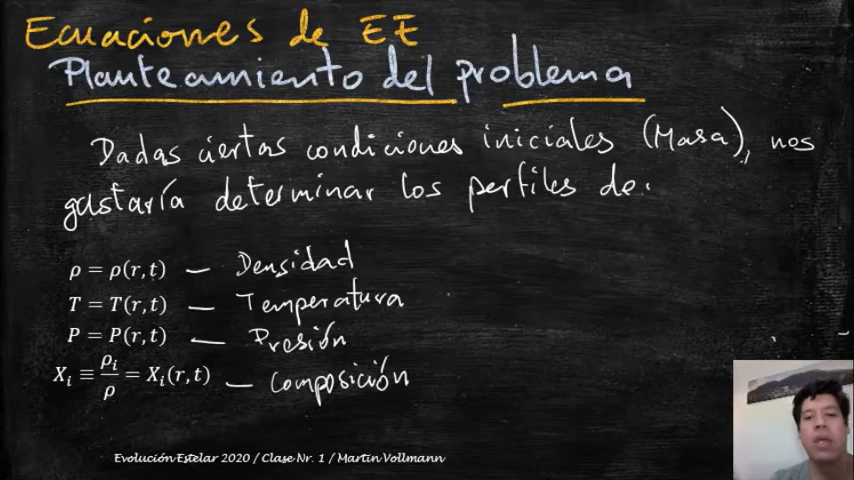 Ecuaciones de EE
Planteamiento del problema
Dadas ciertas condiciones iniciales (Masa), nos
gustaría determinar los perfiles de.
ρ = ρ(r,t) — Densidad
T = T(r,t) — Temperatura
P = P(r,t) — Presión
X_i ≡ ρ_i/ρ = X_i(r,t) — Composición
Evolución Estelar 2020 / Clase Nr. 1 / Martin Vollmann